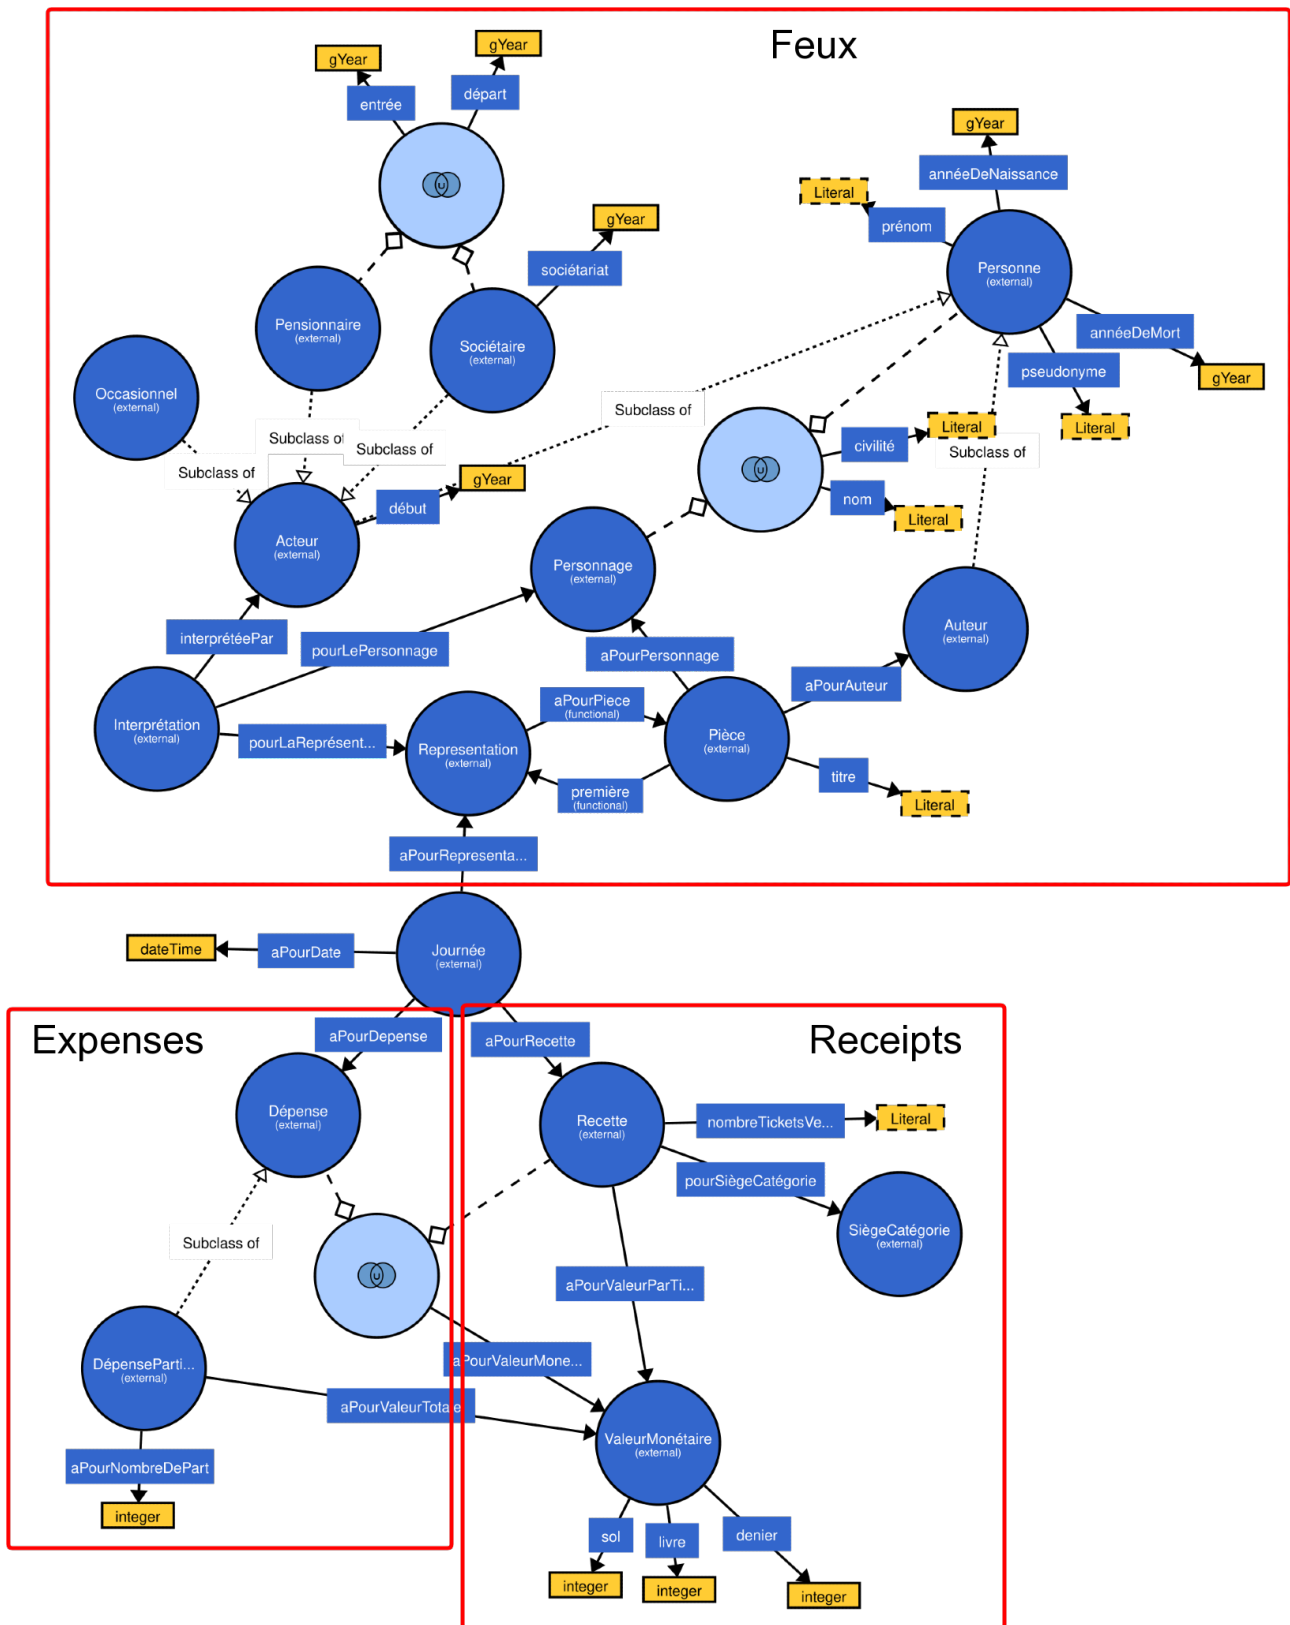 Feux
gYear
gYear
entrée
départ
U
gYear
sociétariat
Pensionnaire
(external)
Sociétaire
(external)
Occasionnel
(external)
Subclass of
Subclass of
Subclass of
gYear
début
Acteur
(external)
gYear
annéeDeNaissance
Literal
prénom
Personne
(external)
annéeDeMort
gYear
pseudonyme
Literal
Subclass of
Literal
civilité
Subclass of
U
nom
Literal
Personnage
(external)
Auteur
(external)
interprétéePar
pourLePersonnage
aPourPersonnage
aPourAuteur
Interprétation
(external)
pourLaReprésent...
Representation
(external)
aPourPiece
(functional)
Pièce
(external)
première
(functional)
titre
Literal
aPourRepresenta...
dateTime
aPourDate
Journée
(external)
Expenses
Receipts
aPourDepense
aPourRecette
Dépense
(external)
Recette
(external)
nombreTicketsVe...
Literal
pourSiègeCatégorie
SiègeCatégorie
(external)
Subclass of
U
aPourValeurParTi...
DépenseParti...
(external)
aPourValeurMone...
aPourValeurTotale
ValeurMonétaire
(external)
aPourNombreDePart
integer
sol
livre
denier
integer
integer
integer